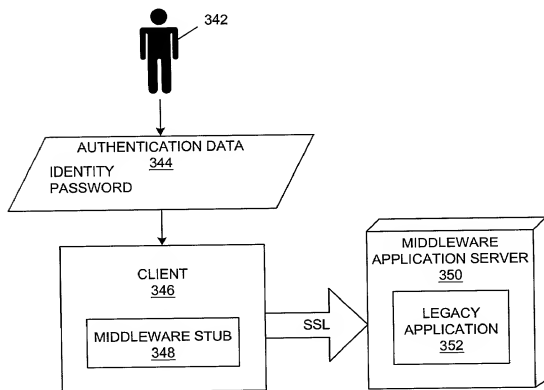 342
AUTHENTICATION DATA
344
IDENTITY
PASSWORD
CLIENT
346
MIDDLEWARE STUB
348
SSL
MIDDLEWARE
APPLICATION SERVER
350
LEGACY
APPLICATION
352